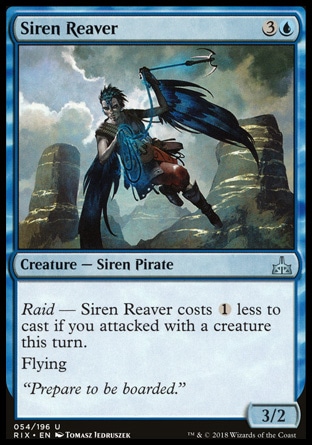 Siren Reaver 3
Creature — Siren Pirate
Raid — Siren Reaver costs 1 less to
cast if you attacked with a creature
this turn.
Flying
“Prepare to be boarded.”
3/2
054/196 U
RIX • EN Tomasz Jedruszek
™ & © 2018 Wizards of the Coast